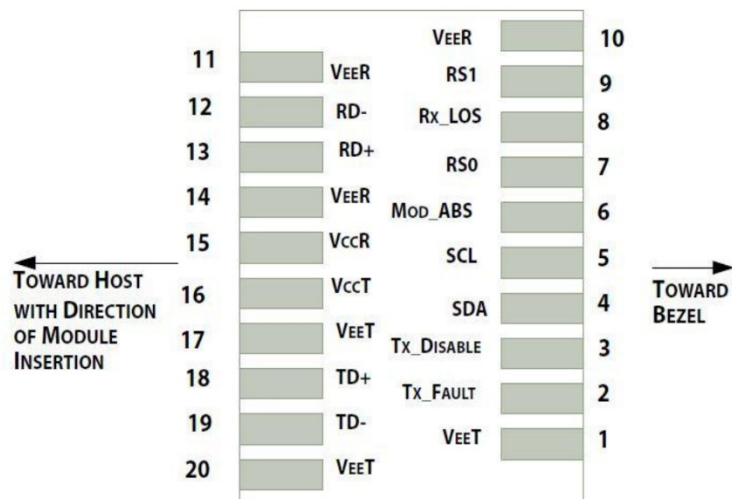 11 VEER
12 RD-
13 RD+
14 VEER
15 VCCR
16 VCCT
17 VEET
18 TD+
19 TD-
20 VEET
TOWARD HOST
WITH DIRECTION
OF MODULE
INSERTION
VEER 10
RS1 9
RX_LOS 8
RS0 7
MOD_ABS 6
SCL 5
SDA 4
TX_DISABLE 3
TX_FAULT 2
VEET 1
TOWARD
BEZEL